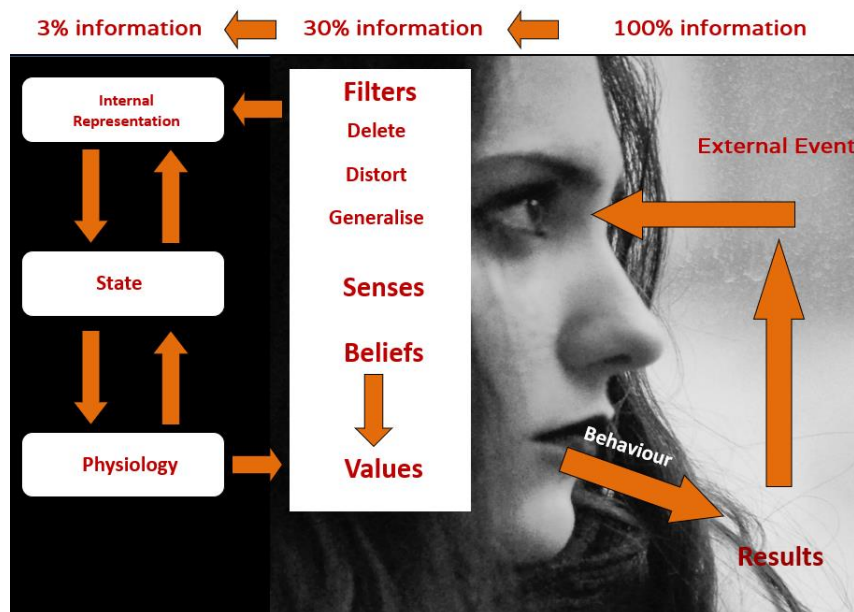 3% information
30% information
100% information
Internal
Representation
State
Physiology
Filters
Delete
Distort
Generalise
Senses
Beliefs
Values
External Event
Behaviour
Results